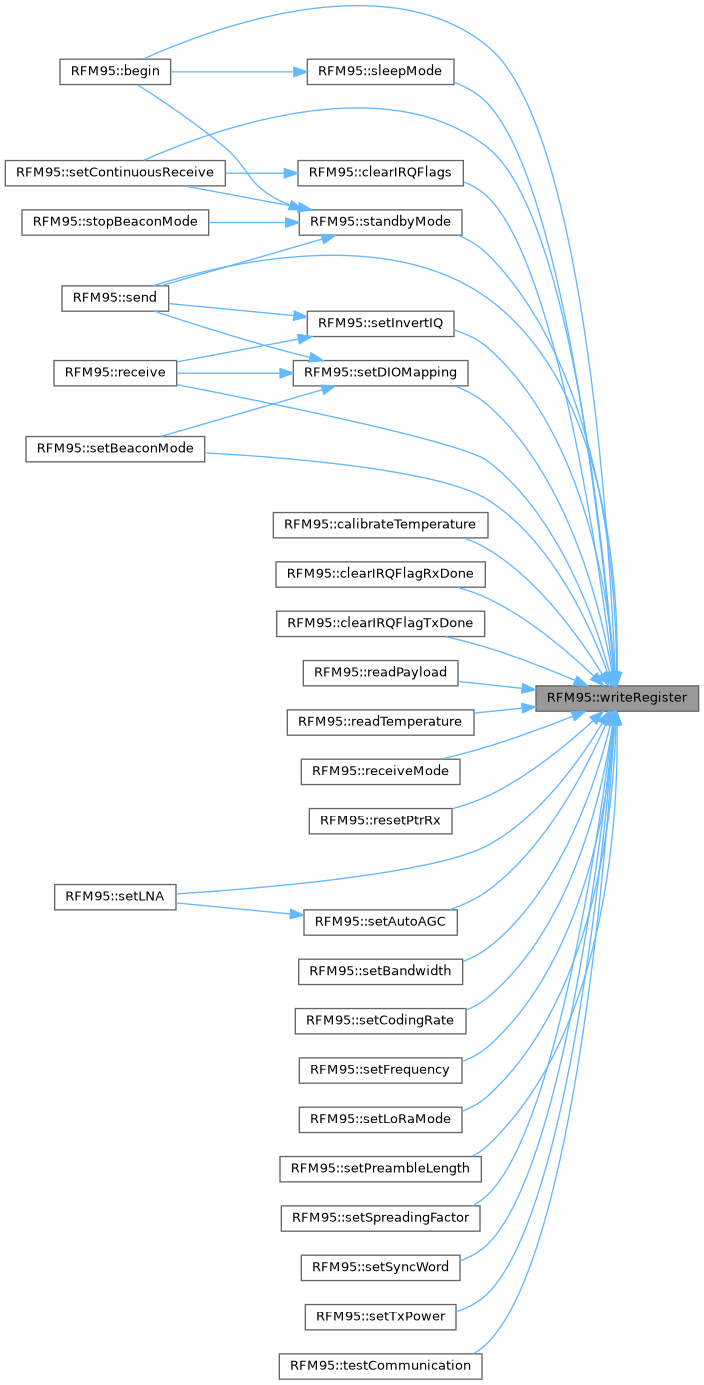 RFM95::begin
RFM95::sleepMode
RFM95::setContinuousReceive
RFM95::clearIRQFlags
RFM95::stopBeaconMode
RFM95::standbyMode
RFM95::send
RFM95::setInvertIQ
RFM95::receive
RFM95::setDIOMapping
RFM95::setBeaconMode
RFM95::calibrateTemperature
RFM95::clearIRQFlagRxDone
RFM95::clearIRQFlagTxDone
RFM95::readPayload
RFM95::writeRegister
RFM95::readTemperature
RFM95::receiveMode
RFM95::resetPtrRx
RFM95::setLNA
RFM95::setAutoAGC
RFM95::setBandwidth
RFM95::setCodingRate
RFM95::setFrequency
RFM95::setLoRaMode
RFM95::setPreambleLength
RFM95::setSpreadingFactor
RFM95::setSyncWord
RFM95::setTxPower
RFM95::testCommunication